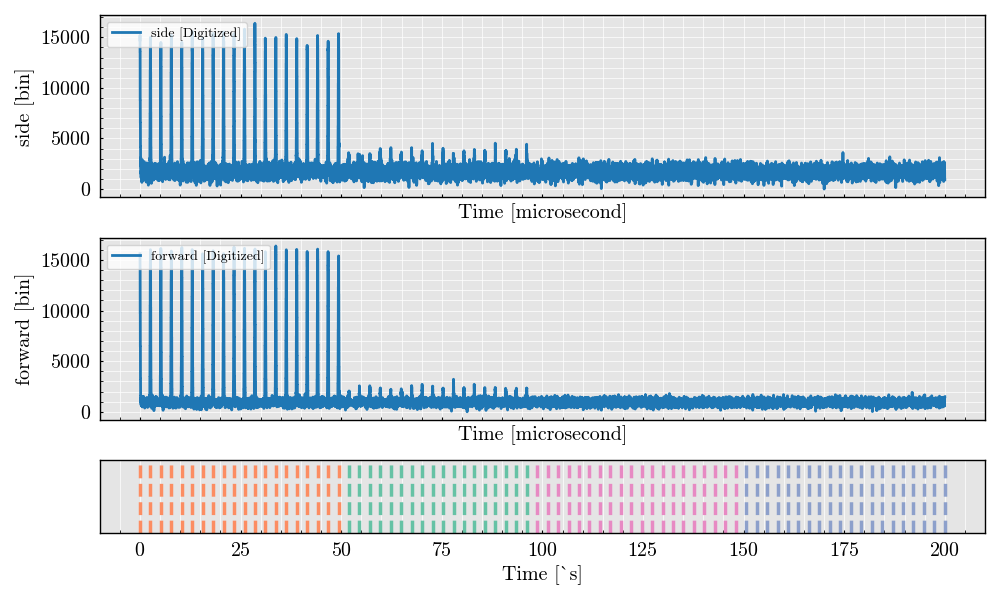 15000
10000
5000
0
side [bin]
side [Digitized]
Time [microsecond]
15000
10000
5000
0
forward [bin]
forward [Digitized]
Time [microsecond]
0 25 50 75 100 125 150 175 200
Time [`s]